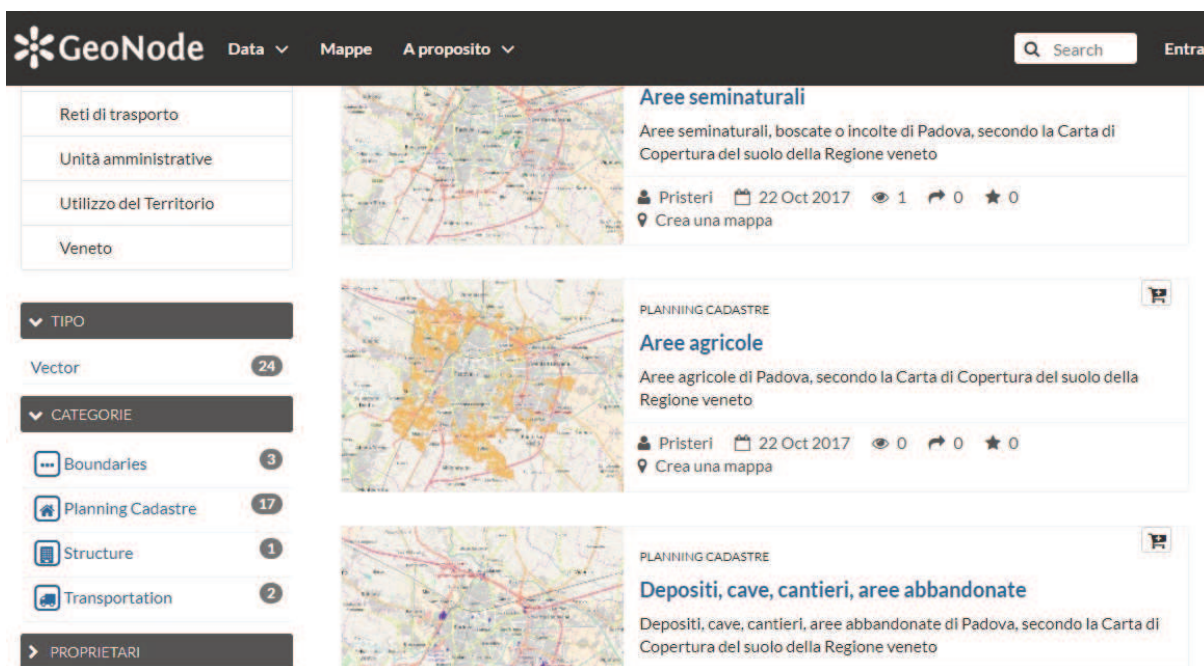 GeoNode Data Mappe A proposito Search Entra
Reti di trasporto
Unità amministrative
Utilizzo del Territorio
Veneto
TIPO
Vector 24
CATEGORIE
Boundaries 3
Planning Cadastre 17
Structure 1
Transportation 2
PROPRIETARI
Aree seminaturali
Aree seminaturali, boscate o incolte di Padova, secondo la Carta di
Copertura del suolo della Regione veneto
Pristeri 22 Oct 2017 1 0 0
Crea una mappa
PLANNING CADASTRE
Aree agricole
Aree agricole di Padova, secondo la Carta di Copertura del suolo della
Regione veneto
Pristeri 22 Oct 2017 0 0 0
Crea una mappa
PLANNING CADASTRE
Depositi, cave, cantieri, aree abbandonate
Depositi, cave, cantieri, aree abbandonate di Padova, secondo la Carta di
Copertura del suolo della Regione veneto